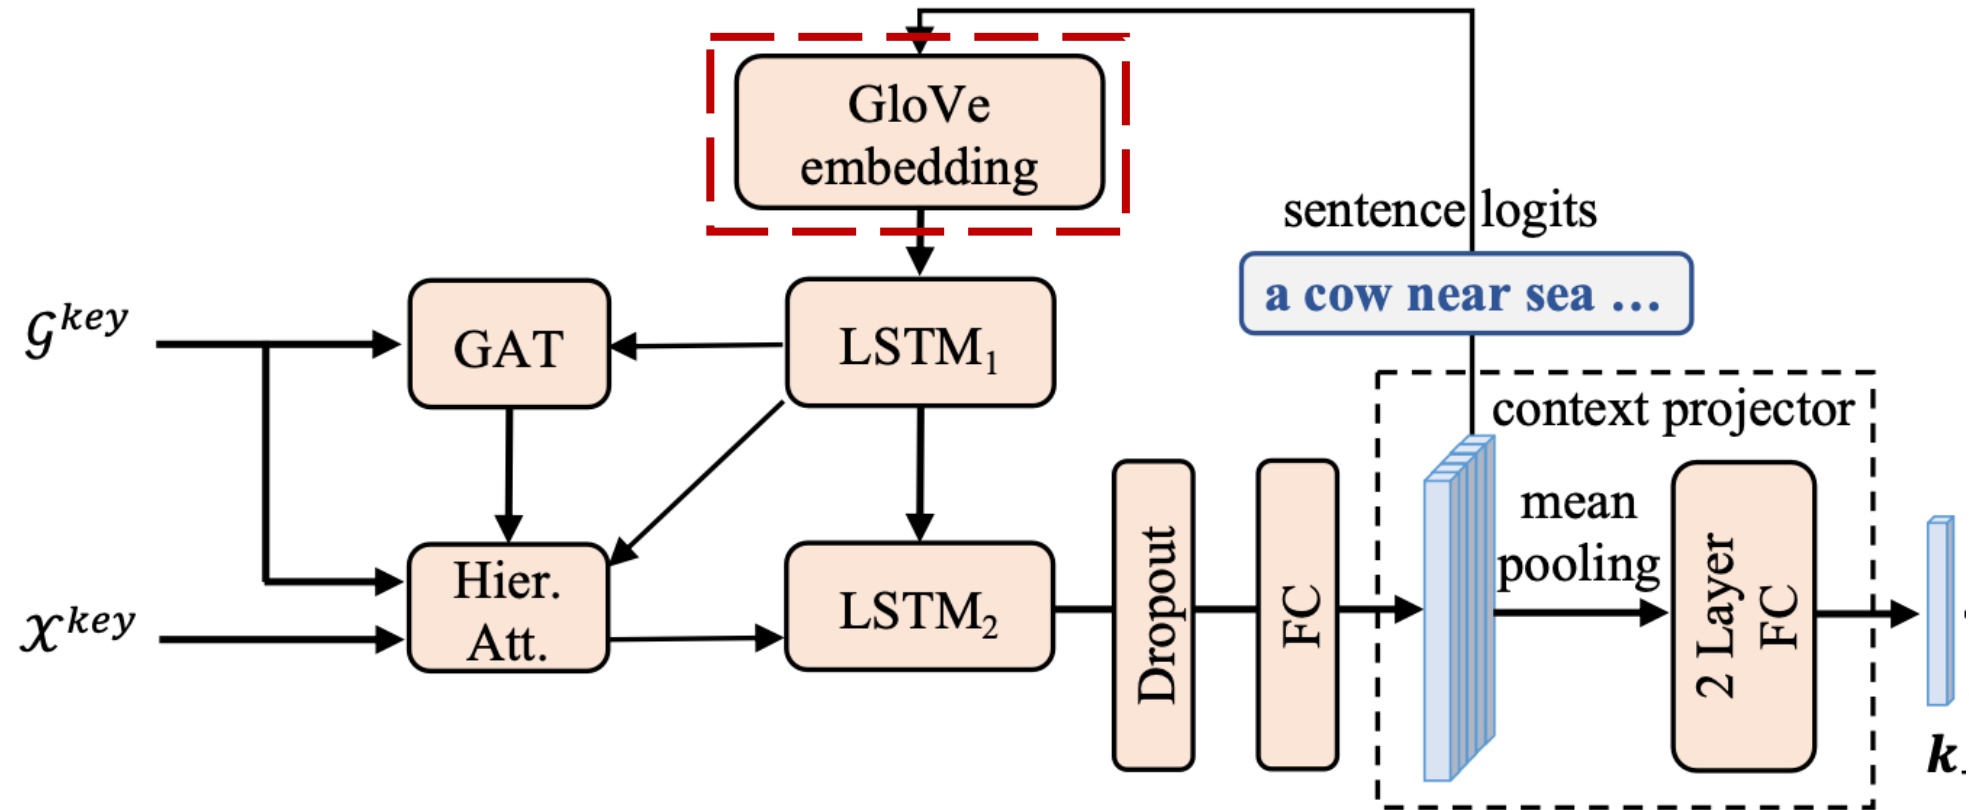 GloVe
embedding
sentence logits
a cow near sea ...
𝒢^key
GAT
LSTM₁
context projector
mean
pooling
Hier.
Att.
𝒳^key
LSTM₂
Dropout
FC
2 Layer
FC
k